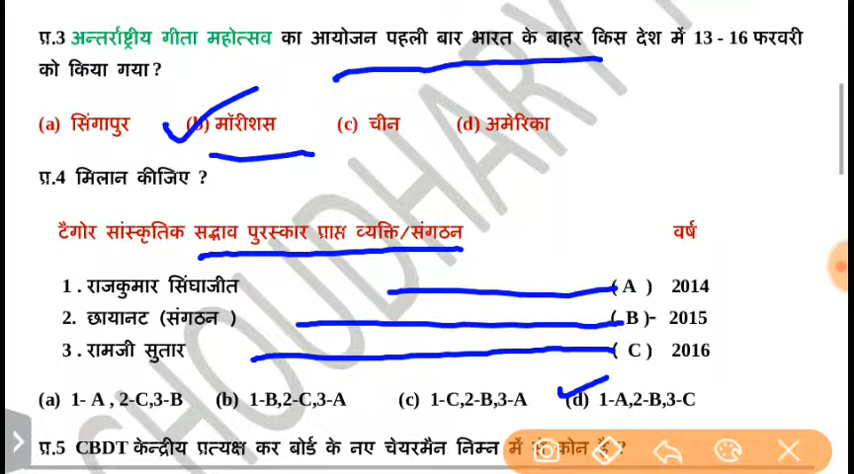 प्र.3 अन्तर्राष्ट्रीय गीता महोत्सव का आयोजन पहली बार भारत के बाहर किस देश में 13 - 16 फरवरी
को किया गया?
(a) सिंगापुर (b) मॉरीशस (c) चीन (d) अमेरिका
प्र.4 मिलान कीजिए ?
टैगोर सांस्कृतिक सद्भाव पुरस्कार प्राप्त व्यक्ति/संगठन वर्ष
1 . राजकुमार सिंघाजीत ( A ) 2014
2. छायानट (संगठन ) ( B )- 2015
3 . रामजी सुतार ( C ) 2016
(a) 1- A , 2-C,3-B (b) 1-B,2-C,3-A (c) 1-C,2-B,3-A (d) 1-A,2-B,3-C
प्र.5 CBDT केन्द्रीय प्रत्यक्ष कर बोर्ड के नए चेयरमैन निम्न में से कोन है ?
CHOUDHARY